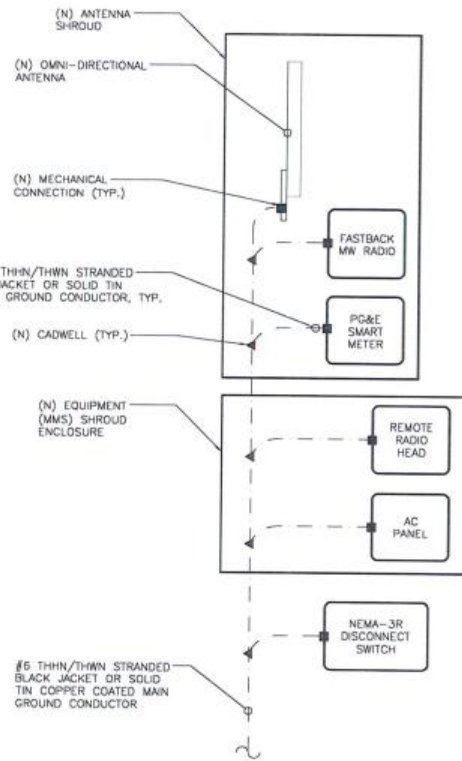 (N) ANTENNA
SHROUD
(N) OMNI-DIRECTIONAL
ANTENNA
(N) MECHANICAL
CONNECTION (TYP.)
FASTBACK
MW RADIO
THHN/THWN STRANDED
JACKET OR SOLID TIN
GROUND CONDUCTOR, TYP.
PG&E
SMART
METER
(N) CADWELL (TYP.)
(N) EQUIPMENT
(MMS) SHROUD
ENCLOSURE
REMOTE
RADIO
HEAD
AC
PANEL
NEMA-3R
DISCONNECT
SWITCH
#6 THHN/THWN STRANDED
BLACK JACKET OR SOLID
TIN COPPER COATED MAIN
GROUND CONDUCTOR